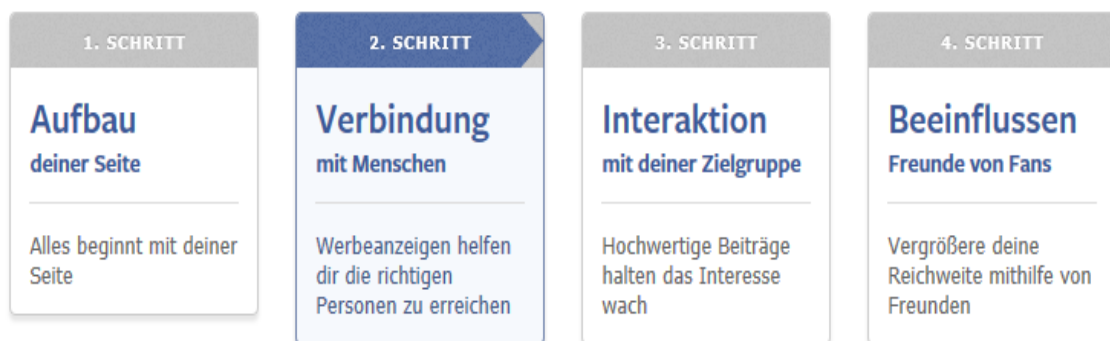 1. SCHRITT
Aufbau
deiner Seite
Alles beginnt mit deiner
Seite
2. SCHRITT
Verbindung
mit Menschen
Werbeanzeigen helfen
dir die richtigen
Personen zu erreichen
3. SCHRITT
Interaktion
mit deiner Zielgruppe
Hochwertige Beiträge
halten das Interesse
wach
4. SCHRITT
Beeinflussen
Freunde von Fans
Vergrößere deine
Reichweite mithilfe von
Freunden